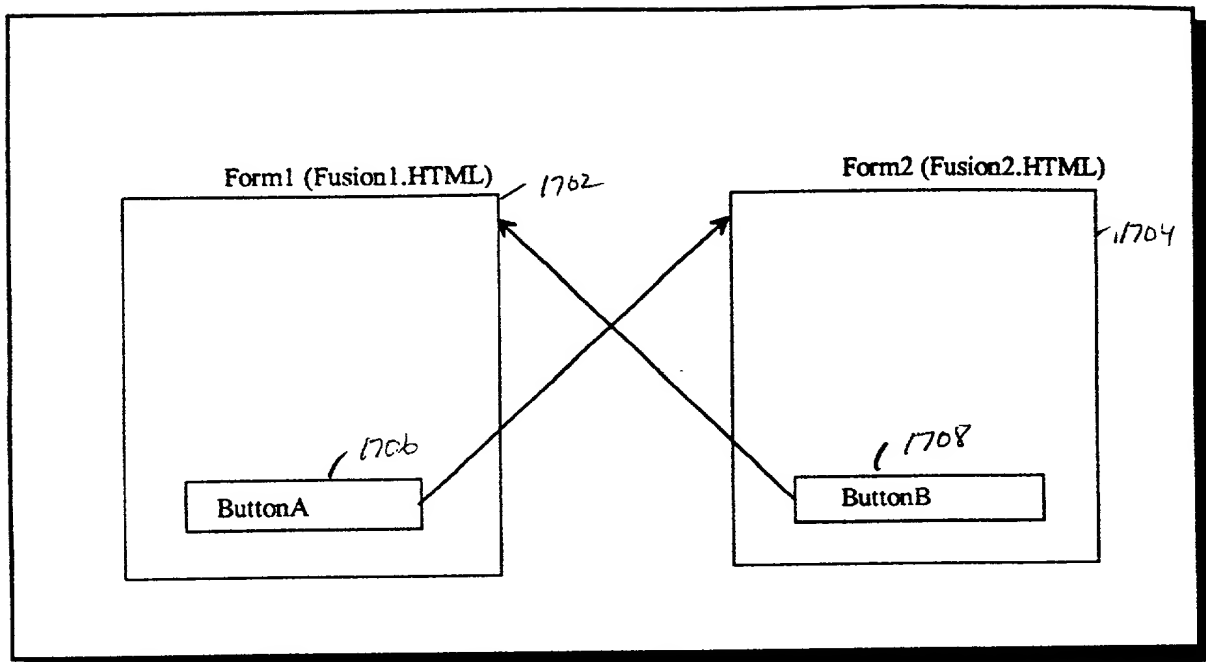 Form1 (Fusion1.HTML)
1702
Form2 (Fusion2.HTML)
1704
1706
ButtonA
1708
ButtonB